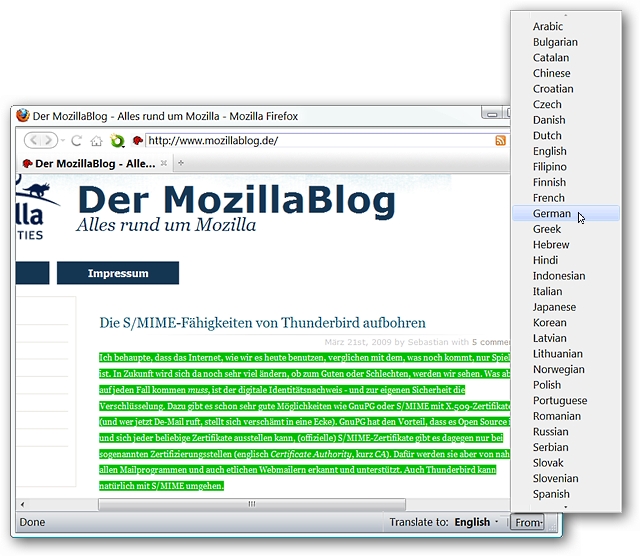 Der MozillaBlog - Alles rund um Mozilla - Mozilla Firefox
http://www.mozillablog.de/
Der MozillaBlog - Alle...
Der MozillaBlog
Alles rund um Mozilla
Impressum
Die S/MIME-Fähigkeiten von Thunderbird aufbohren
März 21st, 2009 by Sebastian with 5 comme
Ich behaupte, dass das Internet, wie wir es heute benutzen, verglichen mit dem, was noch kommt, nur Spiel
ist. In Zukunft wird sich da noch sehr viel ändern, ob zum Guten oder Schlechten, werden wir sehen. Was ab
auf jeden Fall kommen muss, ist der digitale Identitätsnachweis - und zur eigenen Sicherheit die
Verschlüsselung. Dazu gibt es schon sehr gute Möglichkeiten wie GnuPG oder S/MIME mit X.509-Zertifikate
(und wer jetzt De-Mail ruft, stellt sich verschämt in eine Ecke). GnuPG hat den Vorteil, dass es Open Source i
und sich jeder beliebige Zertifikate ausstellen kann, (offizielle) S/MIME-Zertifikate gibt es dagegen nur bei
sogenannten Zertifizierungsstellen (englisch Certificate Authority, kurz CA). Dafür werden sie aber von nah
allen Mailprogrammen und auch etlichen Webmailern erkannt und unterstützt. Auch Thunderbird kann
natürlich mit S/MIME umgehen.
Done
Translate to: English
From
Arabic
Bulgarian
Catalan
Chinese
Croatian
Czech
Danish
Dutch
English
Filipino
Finnish
French
German
Greek
Hebrew
Hindi
Indonesian
Italian
Japanese
Korean
Latvian
Lithuanian
Norwegian
Polish
Portuguese
Romanian
Russian
Serbian
Slovak
Slovenian
Spanish